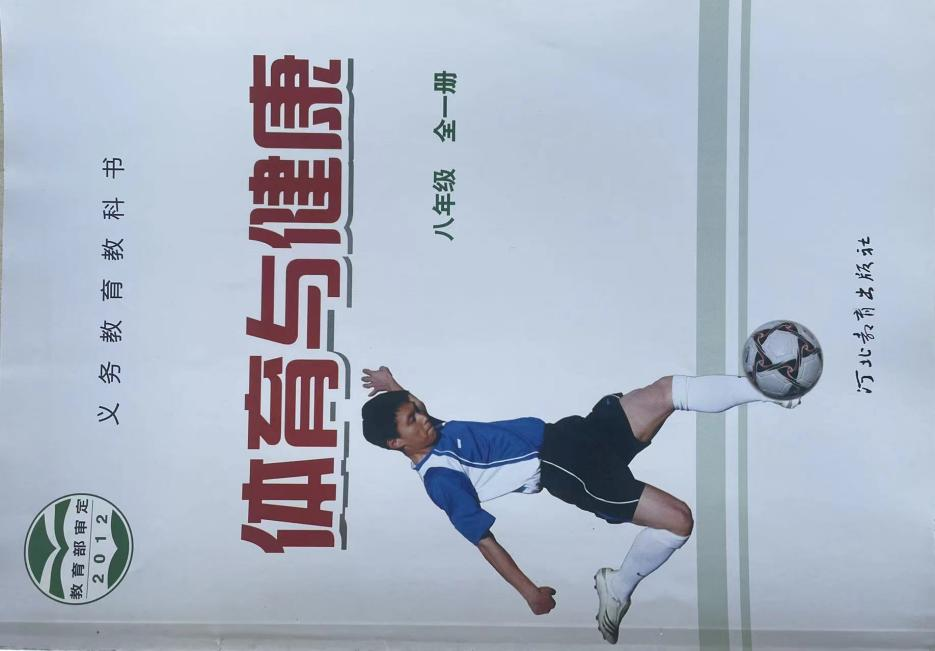 教育部审定
2012
义务教育教科书
体育与健康
八年级 全一册
河北教育出版社